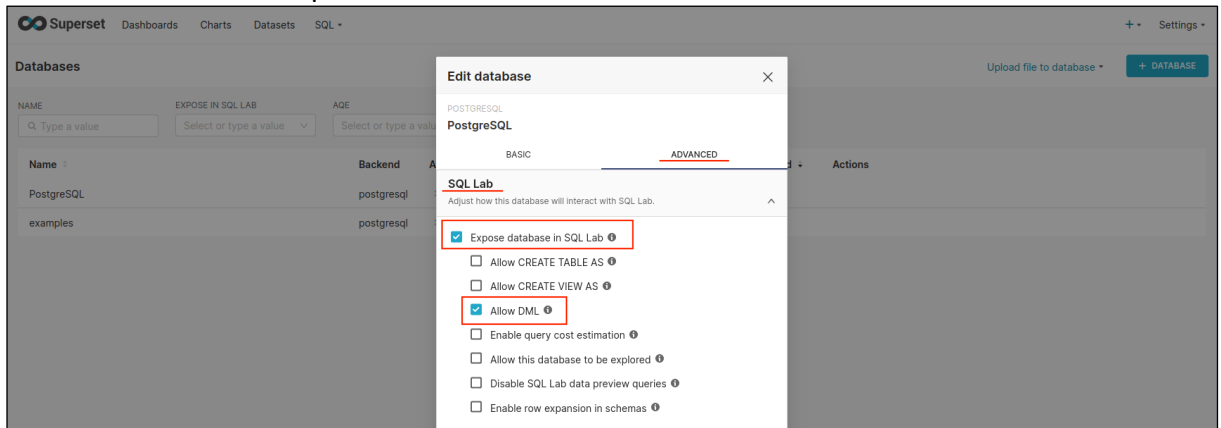 Superset Dashboards Charts Datasets SQL Settings
Databases
Upload file to database + DATABASE
NAME EXPOSE IN SQL LAB AQE
Type a value Select or type a value Select or type a valu
Name Backend A d Actions
PostgreSQL postgresql
examples postgresql
Edit database
POSTGRESQL
PostgreSQL
BASIC ADVANCED
SQL Lab
Adjust how this database will interact with SQL Lab.
Expose database in SQL Lab
Allow CREATE TABLE AS
Allow CREATE VIEW AS
Allow DML
Enable query cost estimation
Allow this database to be explored
Disable SQL Lab data preview queries
Enable row expansion in schemas